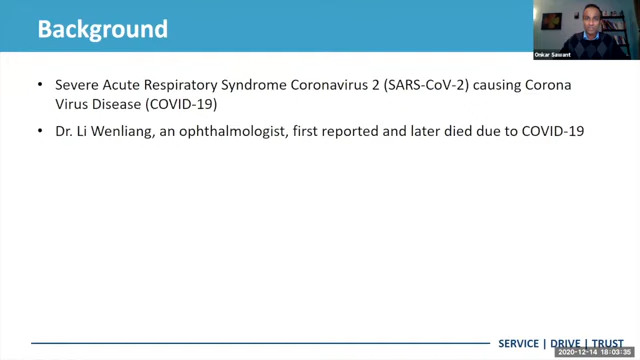 Background
Onkar Sawant
• Severe Acute Respiratory Syndrome Coronavirus 2 (SARS-CoV-2) causing Corona
Virus Disease (COVID-19)
• Dr. Li Wenliang, an ophthalmologist, first reported and later died due to COVID-19
SERVICE | DRIVE | TRUST
2020-12-14 18:03:35